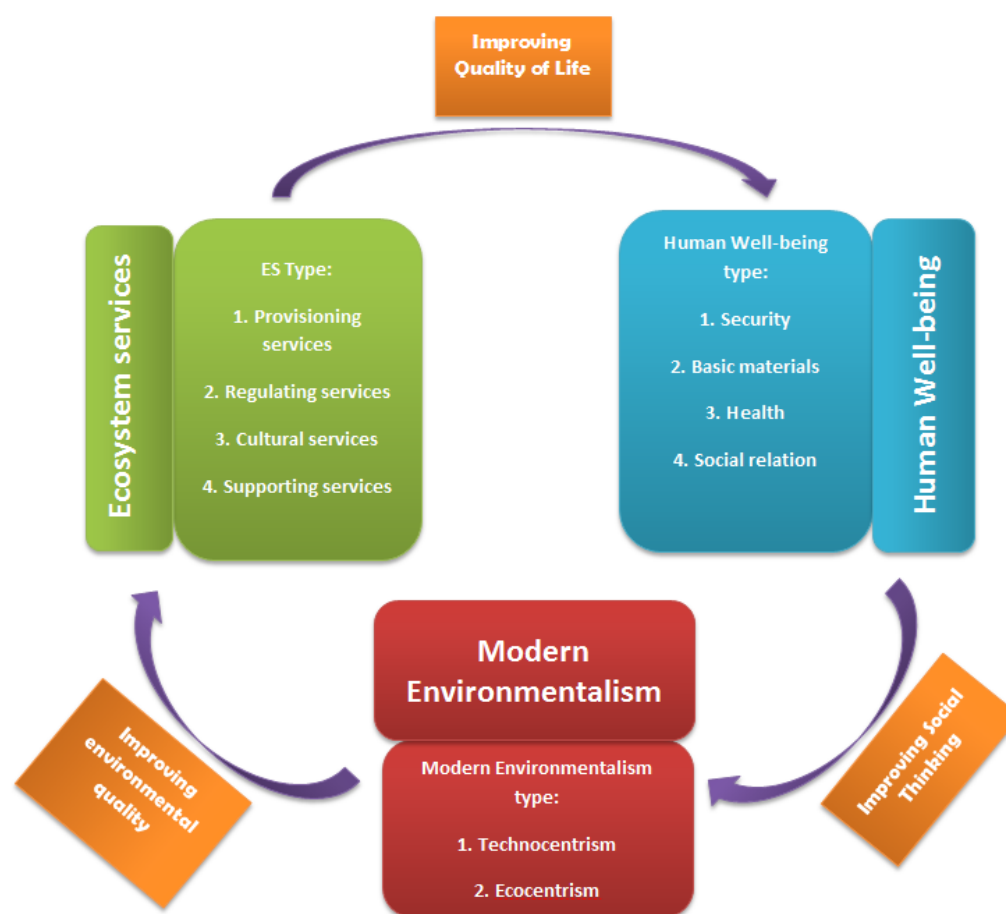 Improving
Quality of Life
Ecosystem services
ES Type:
1. Provisioning
services
2. Regulating services
3. Cultural services
4. Supporting services
Human Well-being
type:
1. Security
2. Basic materials
3. Health
4. Social relation
Human Well-being
Modern
Environmentalism
Modern Environmentalism
type:
1. Technocentrism
2. Ecocentrism
Improving Social
Thinking
Improving
environmental
quality